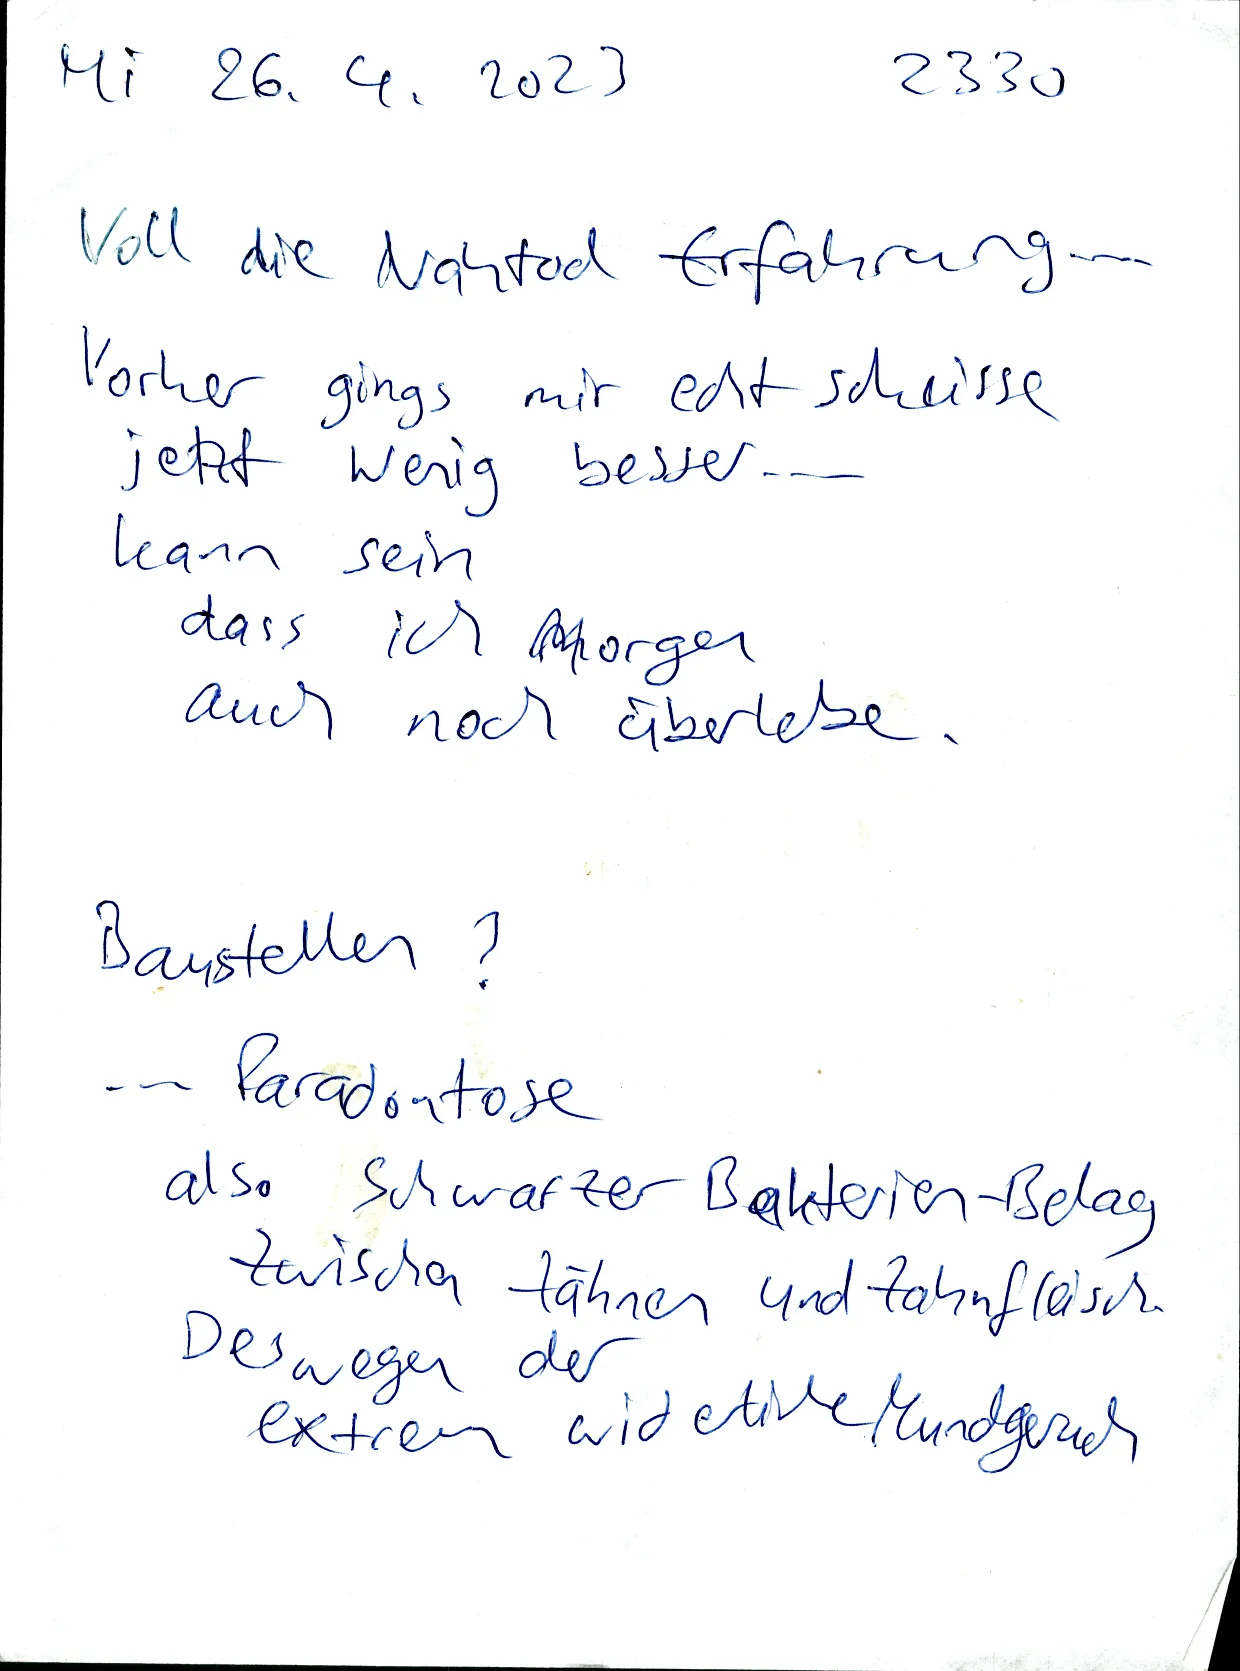 Mi 26. 4. 2023 2330
Voll die Nahtod Erfahrung---
Vorher gings mir echt scheisse
jetzt wenig besser---
kann sein
dass ich Morgen
auch noch überlebe.
Baustellen ?
--- Paradontose
also Schwarzer Bakterien-Belag
zwischen Zähnen und Zahnfleisch.
Deswegen der
extrem Mundgeruch